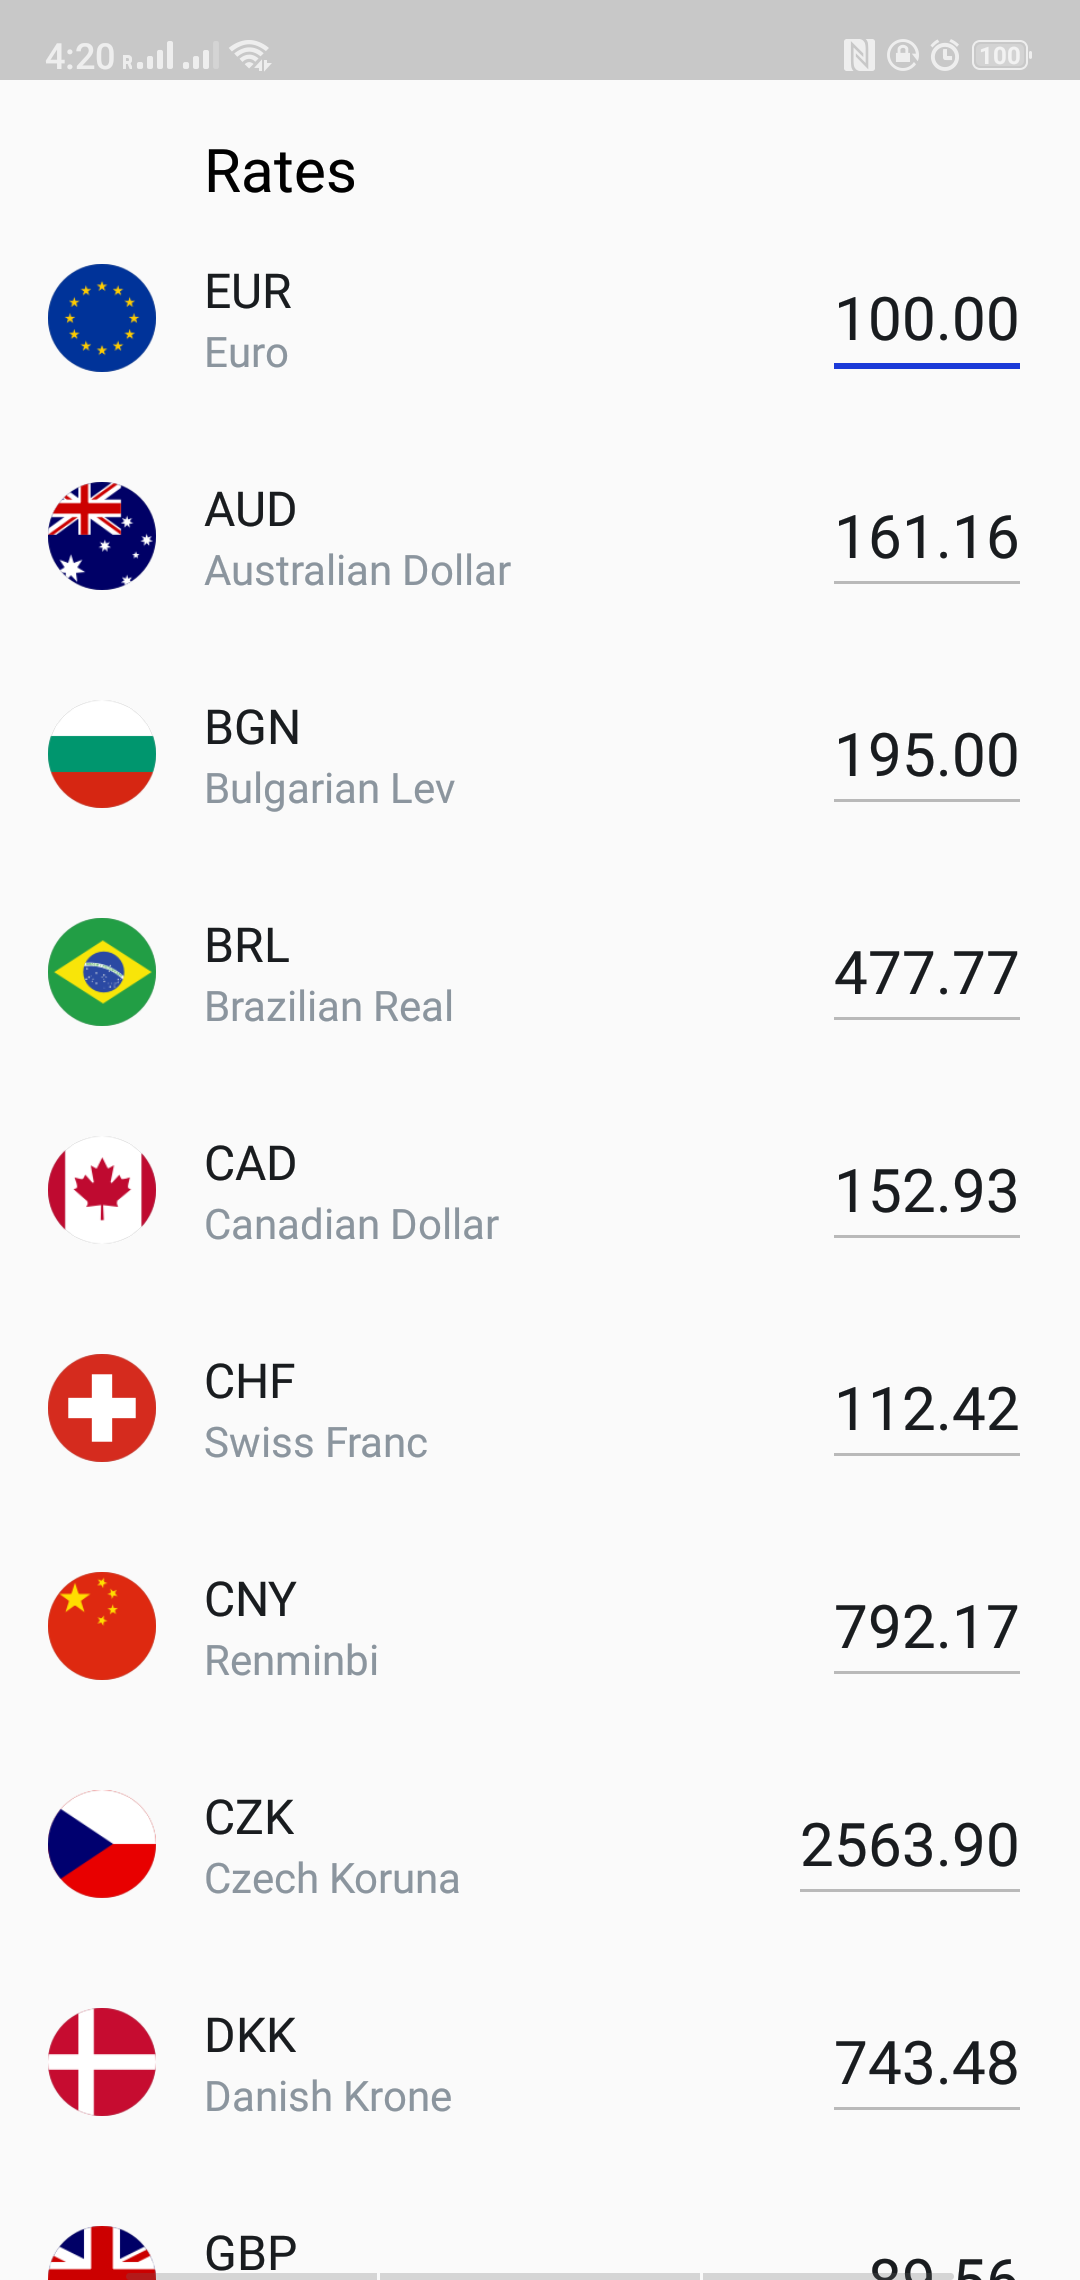 4:20 R 100
Rates
EUR
Euro
100.00
AUD
Australian Dollar
161.16
BGN
Bulgarian Lev
195.00
BRL
Brazilian Real
477.77
CAD
Canadian Dollar
152.93
CHF
Swiss Franc
112.42
CNY
Renminbi
792.17
CZK
Czech Koruna
2563.90
DKK
Danish Krone
743.48
GBP
89.56